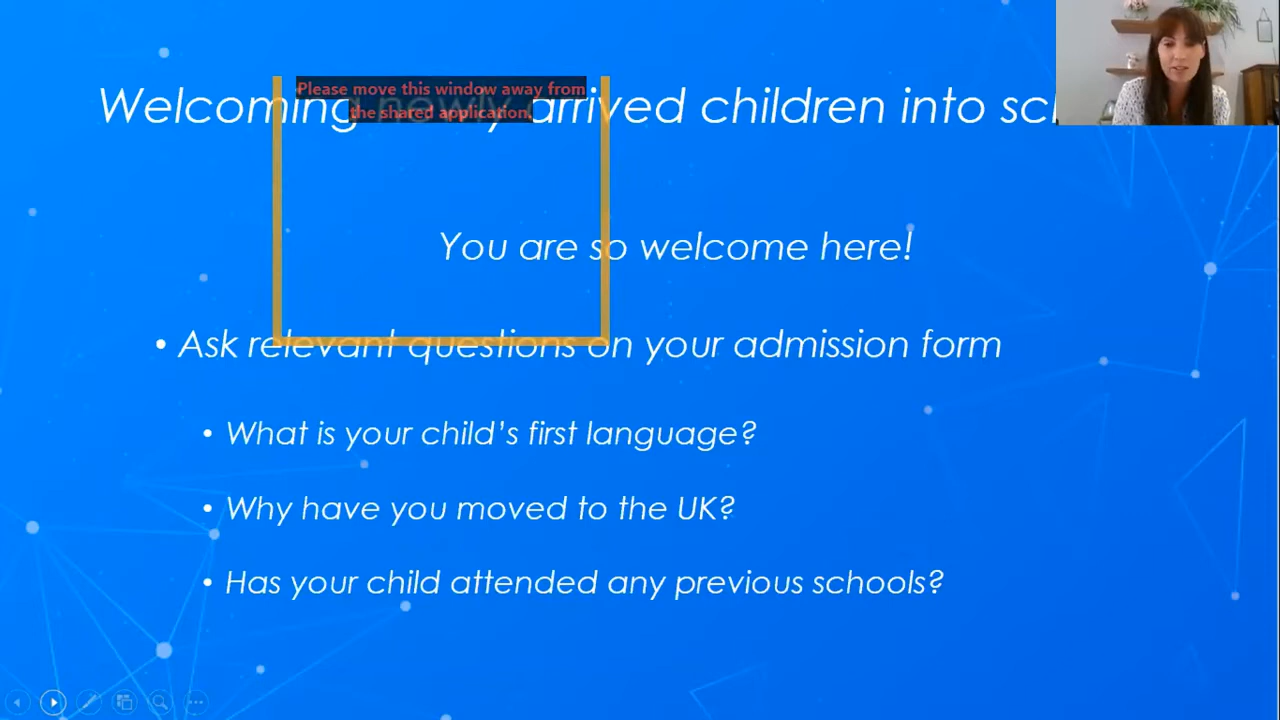 Please move this window away from
the shared application.
Welcoming newly arrived children into
You are so welcome here!
• Ask relevant questions on your admission form
• What is your child's first language?
• Why have you moved to the UK?
• Has your child attended any previous schools?